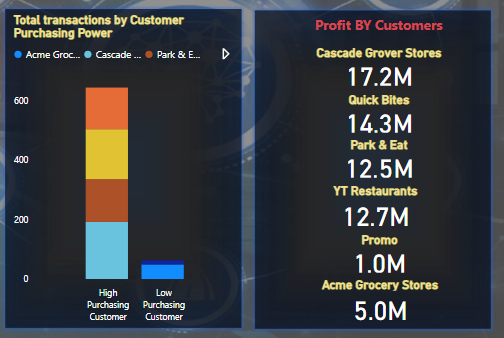 Total transactions by Customer
Purchasing Power
Acme Groc... Cascade ... Park & E...
600
400
200
0
High
Purchasing
Customer
Low
Purchasing
Customer
Profit BY Customers
Cascade Grover Stores
17.2M
Quick Bites
14.3M
Park & Eat
12.5M
YT Restaurants
12.7M
Promo
1.0M
Acme Grocery Stores
5.0M